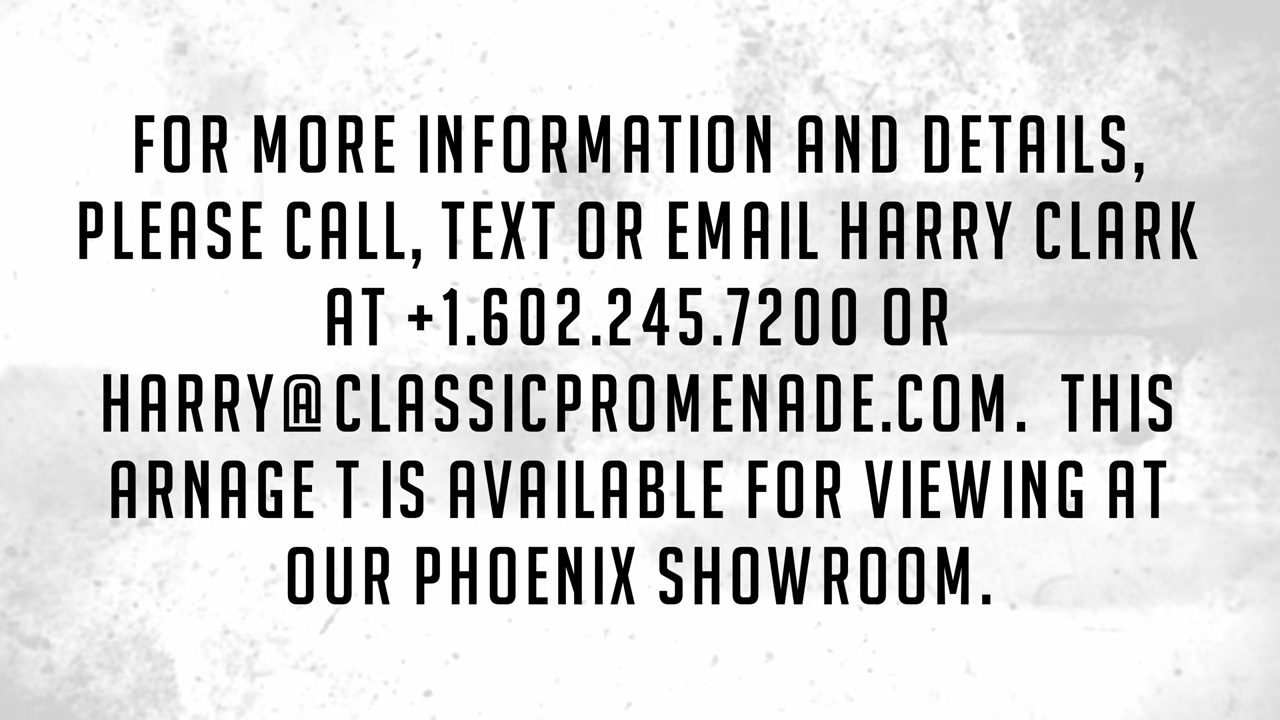 FOR MORE INFORMATION AND DETAILS,
PLEASE CALL, TEXT OR EMAIL HARRY CLARK
AT +1.602.245.7200 OR
HARRY@CLASSICPROMENADE.COM. THIS
ARNAGE T IS AVAILABLE FOR VIEWING AT
OUR PHOENIX SHOWROOM.